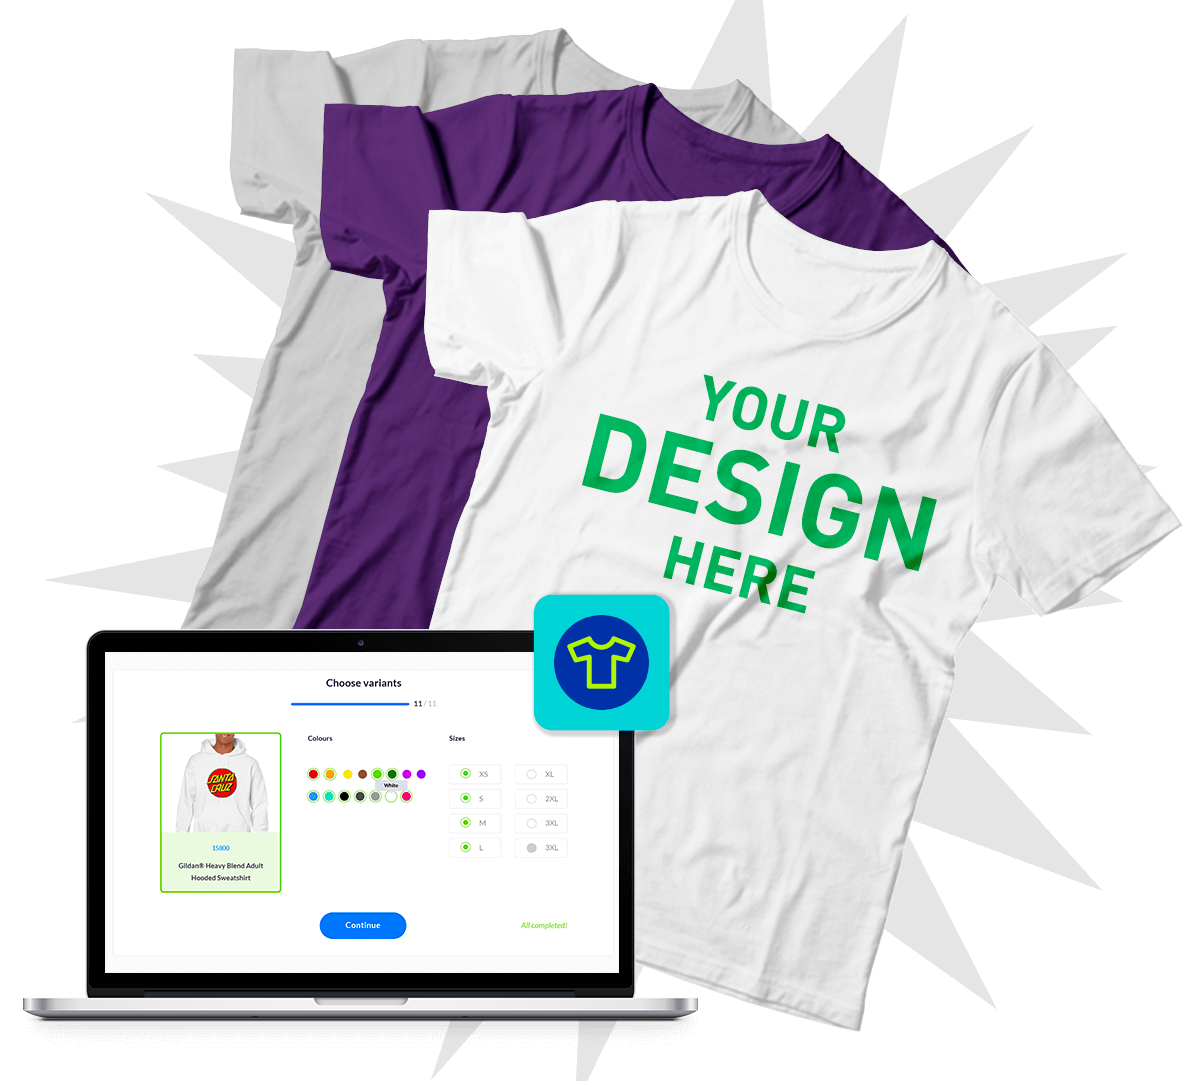 YOUR
DESIGN
HERE
Choose variants
11 / 11
SANTA
CRUZ
15800
Gildan® Heavy Blend Adult
Hooded Sweatshirt
Colours
White
Sizes
XS
XL
S
2XL
M
3XL
L
3XL
Continue
All completed!